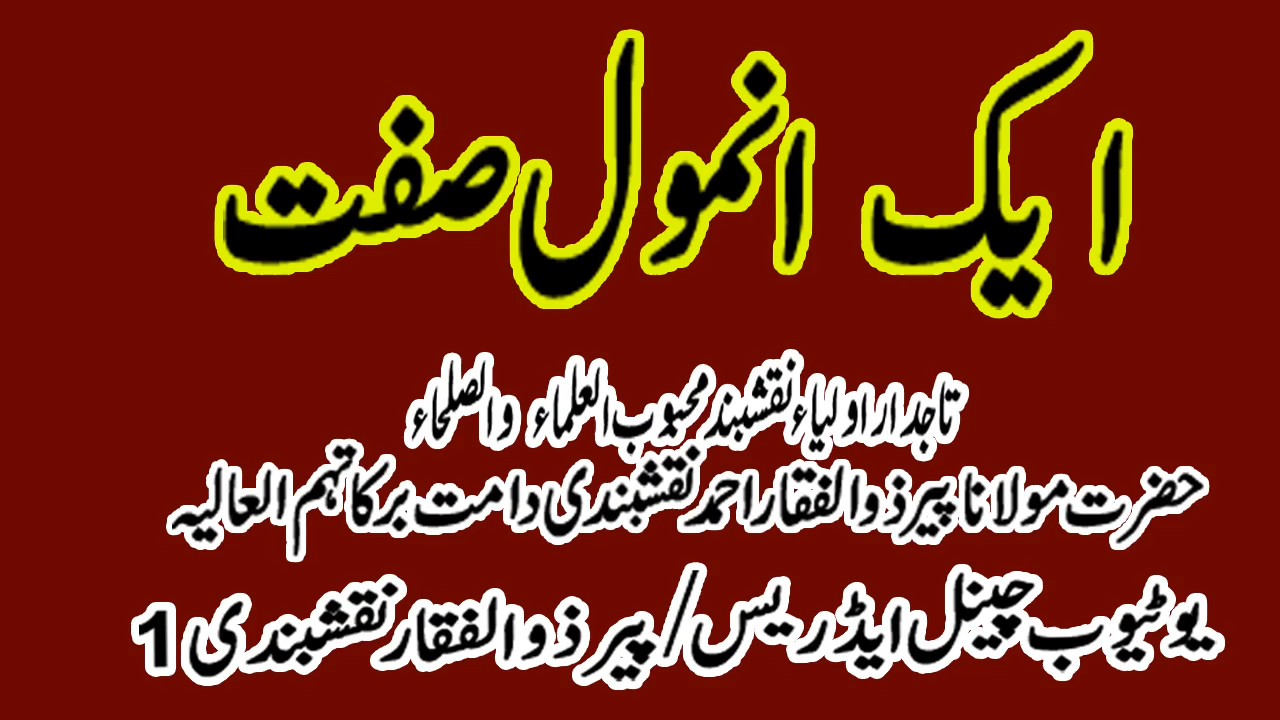 ایک انمول صفت
تاجدار اولیاء نقشبند محبوب العلماء والصلحاء
حضرت مولانا پیر ذوالفقار احمد نقشبندی دامت برکاتہم العالیہ
یوٹیوب چینل ایڈریس/ پیر ذوالفقار نقشبندی 1